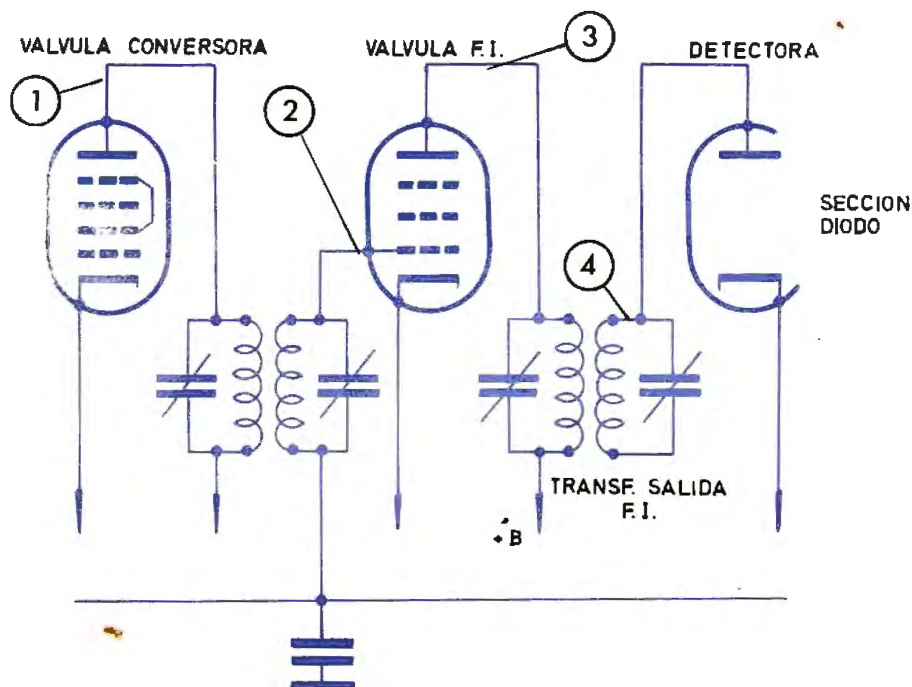 VALVULA CONVERSORA
VALVULA F.I.
3
DETECTORA
1
2
SECCION
DIODO
4
TRANSF. SALIDA
F.I.
+B